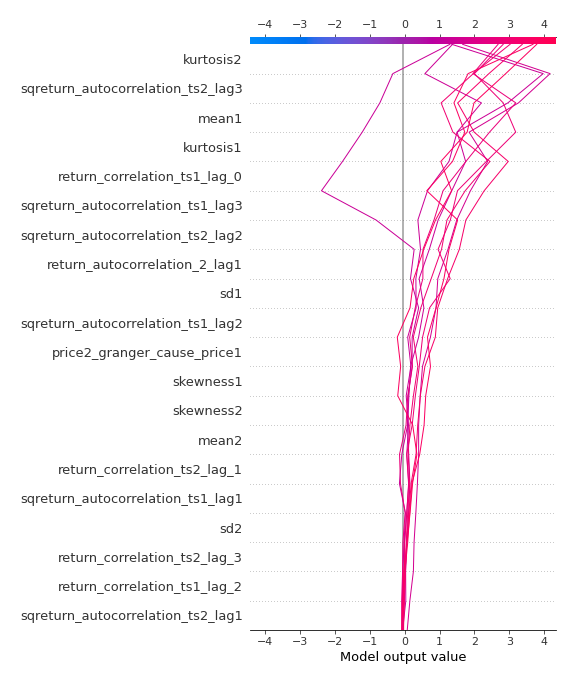 −4 −3 −2 −1 0 1 2 3 4
kurtosis2
sqreturn_autocorrelation_ts2_lag3
mean1
kurtosis1
return_correlation_ts1_lag_0
sqreturn_autocorrelation_ts1_lag3
sqreturn_autocorrelation_ts2_lag2
return_autocorrelation_2_lag1
sd1
sqreturn_autocorrelation_ts1_lag2
price2_granger_cause_price1
skewness1
skewness2
mean2
return_correlation_ts2_lag_1
sqreturn_autocorrelation_ts1_lag1
sd2
return_correlation_ts2_lag_3
return_correlation_ts1_lag_2
sqreturn_autocorrelation_ts2_lag1
−4 −3 −2 −1 0 1 2 3 4
Model output value